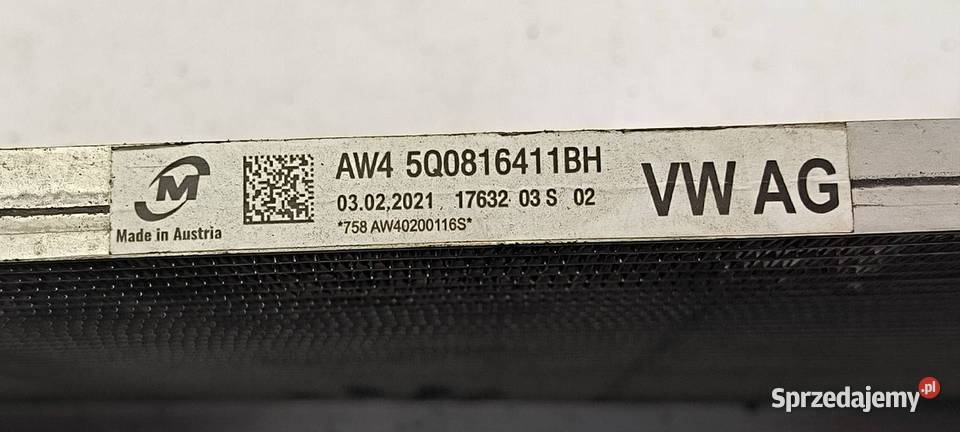 AW4 5Q0816411BH
03.02.2021 17632 03 S 02
*758 AW40200116S*
VW AG
M
Made in Austria
Sprzedajemy.pl